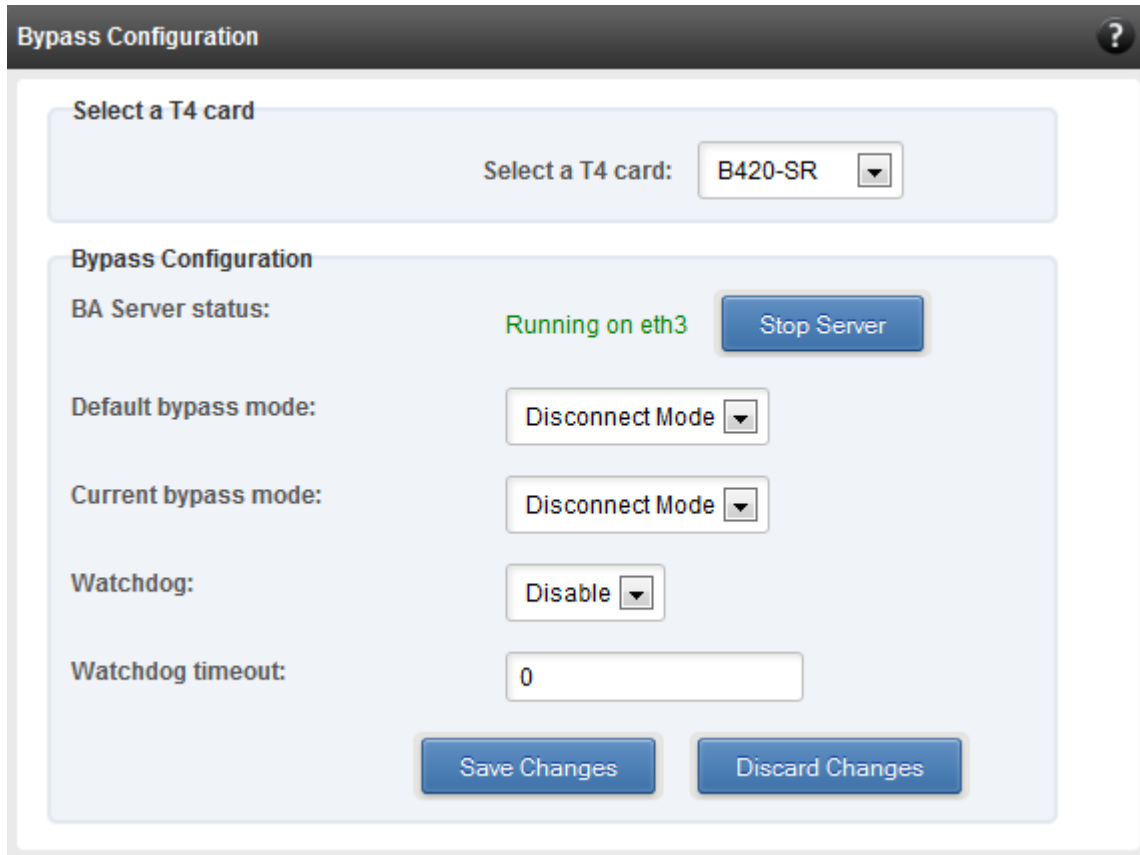 Bypass Configuration ?
Select a T4 card
Select a T4 card: B420-SR
Bypass Configuration
BA Server status: Running on eth3 Stop Server
Default bypass mode: Disconnect Mode
Current bypass mode: Disconnect Mode
Watchdog: Disable
Watchdog timeout: 0
Save Changes Discard Changes